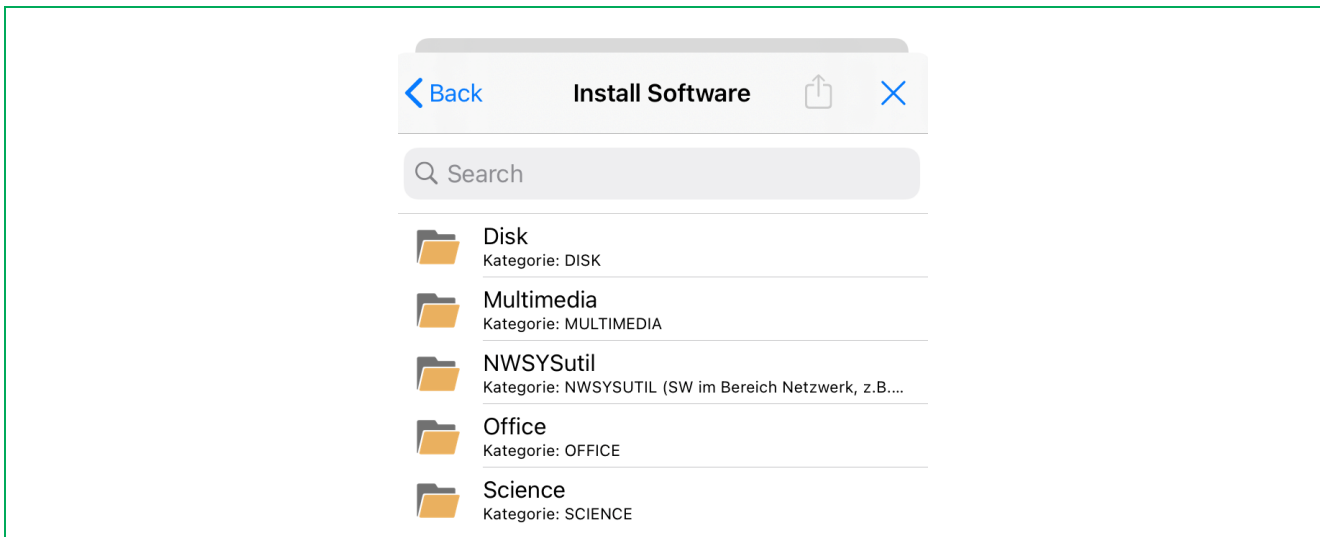 Back Install Software
Search
Disk
Kategorie: DISK
Multimedia
Kategorie: MULTIMEDIA
NWSYSutil
Kategorie: NWSYSUTIL (SW im Bereich Netzwerk, z.B....
Office
Kategorie: OFFICE
Science
Kategorie: SCIENCE